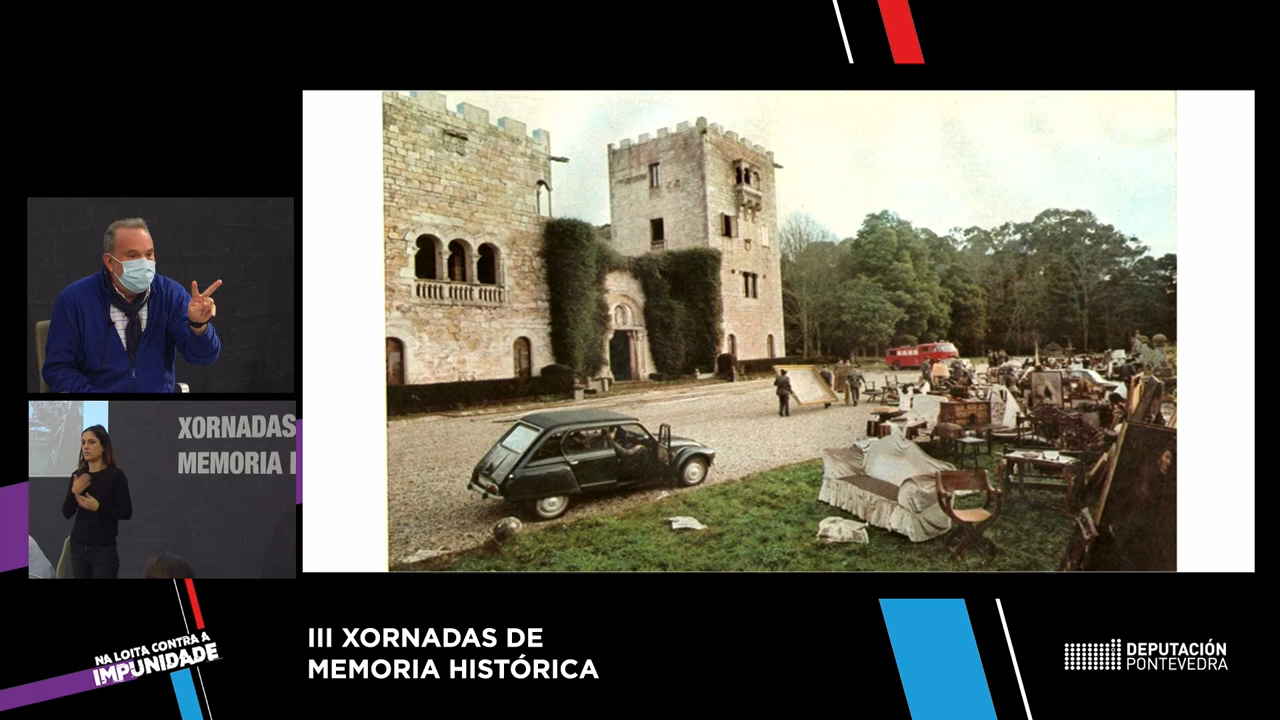 XORNADAS
MEMORIA
NA LOITA CONTRA A
IMPUNIDADE
III XORNADAS DE
MEMORIA HISTÓRICA
DEPUTACIÓN
PONTEVEDRA